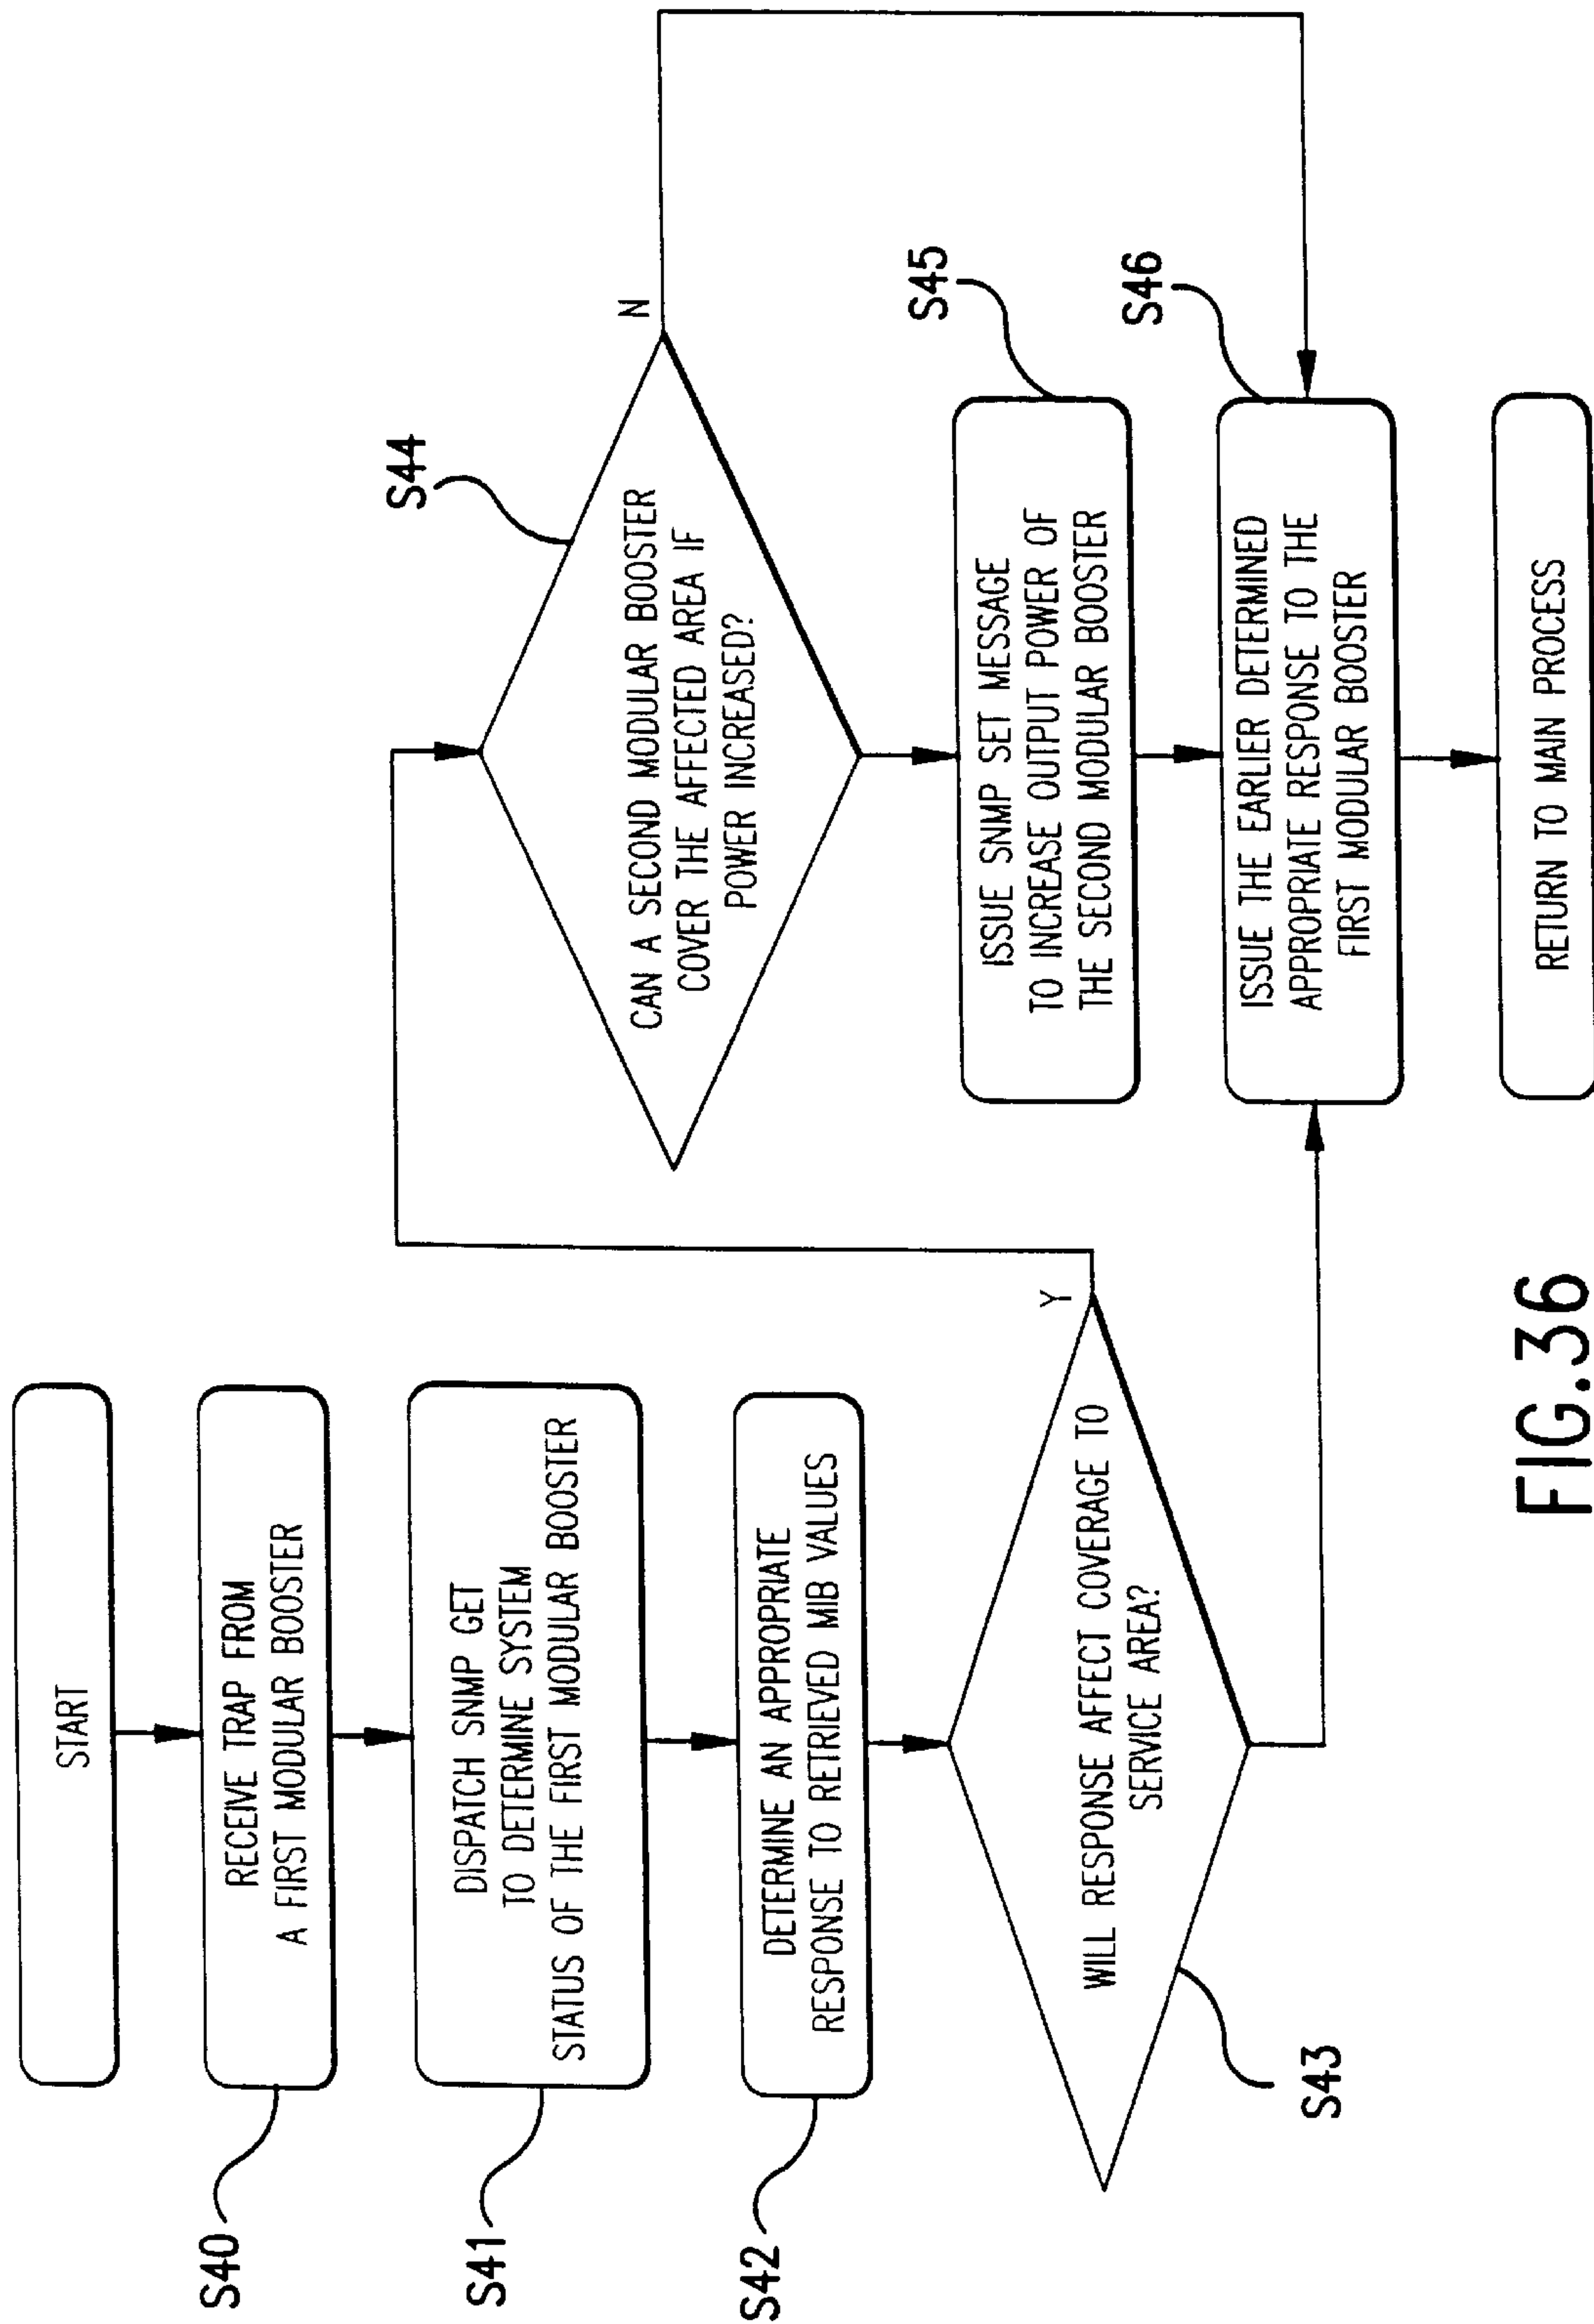 START
S40
RECEIVE TRAP FROM
A FIRST MODULAR BOOSTER
S41
DISPATCH SNMP GET
TO DETERMINE SYSTEM
STATUS OF THE FIRST MODULAR BOOSTER
S42
DETERMINE AN APPROPRIATE
RESPONSE TO RETRIEVED MIB VALUES
S43
WILL RESPONSE AFFECT COVERAGE TO
SERVICE AREA?
Y
S44
CAN A SECOND MODULAR BOOSTER
COVER THE AFFECTED AREA IF
POWER INCREASED?
N
S45
ISSUE SNMP SET MESSAGE
TO INCREASE OUTPUT POWER OF
THE SECOND MODULAR BOOSTER
S46
ISSUE THE EARLIER DETERMINED
APPROPRIATE RESPONSE TO THE
FIRST MODULAR BOOSTER
RETURN TO MAIN PROCESS
FIG.36